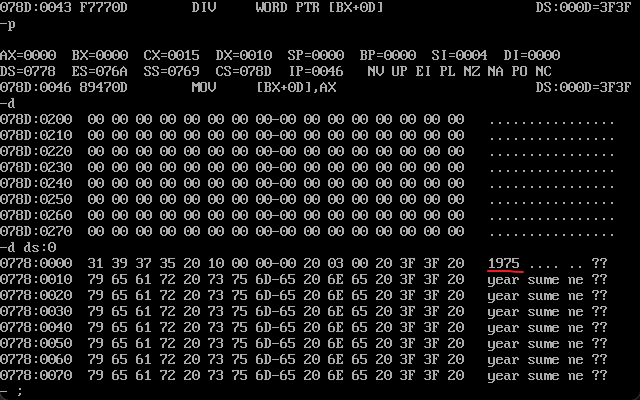 078D:0043 F7770D        DIV     WORD PTR [BX+0D]                   DS:000D=3F3F
-p
AX=0000  BX=0000  CX=0015  DX=0010  SP=0000  BP=0000  SI=0004  DI=0000
DS=0778  ES=076A  SS=0769  CS=078D  IP=0046   NV UP EI PL NZ NA PO NC
078D:0046 89470D        MOV     [BX+0D],AX                         DS:000D=3F3F
-d
078D:0200  00 00 00 00 00 00 00 00-00 00 00 00 00 00 00 00   ................
078D:0210  00 00 00 00 00 00 00 00-00 00 00 00 00 00 00 00   ................
078D:0220  00 00 00 00 00 00 00 00-00 00 00 00 00 00 00 00   ................
078D:0230  00 00 00 00 00 00 00 00-00 00 00 00 00 00 00 00   ................
078D:0240  00 00 00 00 00 00 00 00-00 00 00 00 00 00 00 00   ................
078D:0250  00 00 00 00 00 00 00 00-00 00 00 00 00 00 00 00   ................
078D:0260  00 00 00 00 00 00 00 00-00 00 00 00 00 00 00 00   ................
078D:0270  00 00 00 00 00 00 00 00-00 00 00 00 00 00 00 00   ................
-d ds:0
0778:0000  31 39 37 35 20 10 00 00-00 20 03 00 20 3F 3F 20   1975 .... .. ??
0778:0010  79 65 61 72 20 73 75 6D-65 20 6E 65 20 3F 3F 20   year sume ne ??
0778:0020  79 65 61 72 20 73 75 6D-65 20 6E 65 20 3F 3F 20   year sume ne ??
0778:0030  79 65 61 72 20 73 75 6D-65 20 6E 65 20 3F 3F 20   year sume ne ??
0778:0040  79 65 61 72 20 73 75 6D-65 20 6E 65 20 3F 3F 20   year sume ne ??
0778:0050  79 65 61 72 20 73 75 6D-65 20 6E 65 20 3F 3F 20   year sume ne ??
0778:0060  79 65 61 72 20 73 75 6D-65 20 6E 65 20 3F 3F 20   year sume ne ??
0778:0070  79 65 61 72 20 73 75 6D-65 20 6E 65 20 3F 3F 20   year sume ne ??
- ;